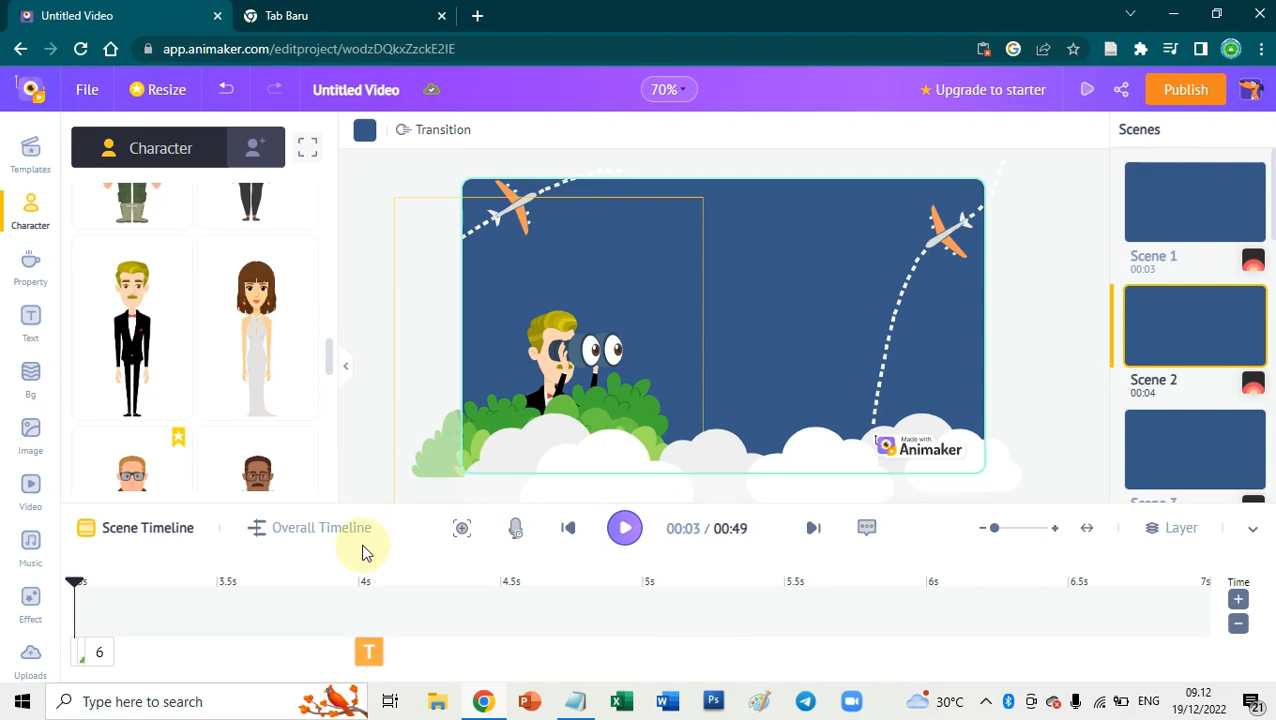 Untitled Video
Tab Baru
app.animaker.com/editproject/wodzDQkxZzckE2IE
File
Resize
Untitled Video
70%
Upgrade to starter
Publish
Templates
Character
Property
Text
Bg
Image
Video
Music
Effect
Uploads
Character
Transition
Made with
Animaker
Scenes
Scene 1
00:03
Scene 2
00:04
Scene 3
Scene Timeline
Overall Timeline
00:03 / 00:49
Layer
3.5s
4s
4.5s
5s
5.5s
6s
6.5s
7s
Time
6
T
Type here to search
30°C
ENG
09.12
19/12/2022
21